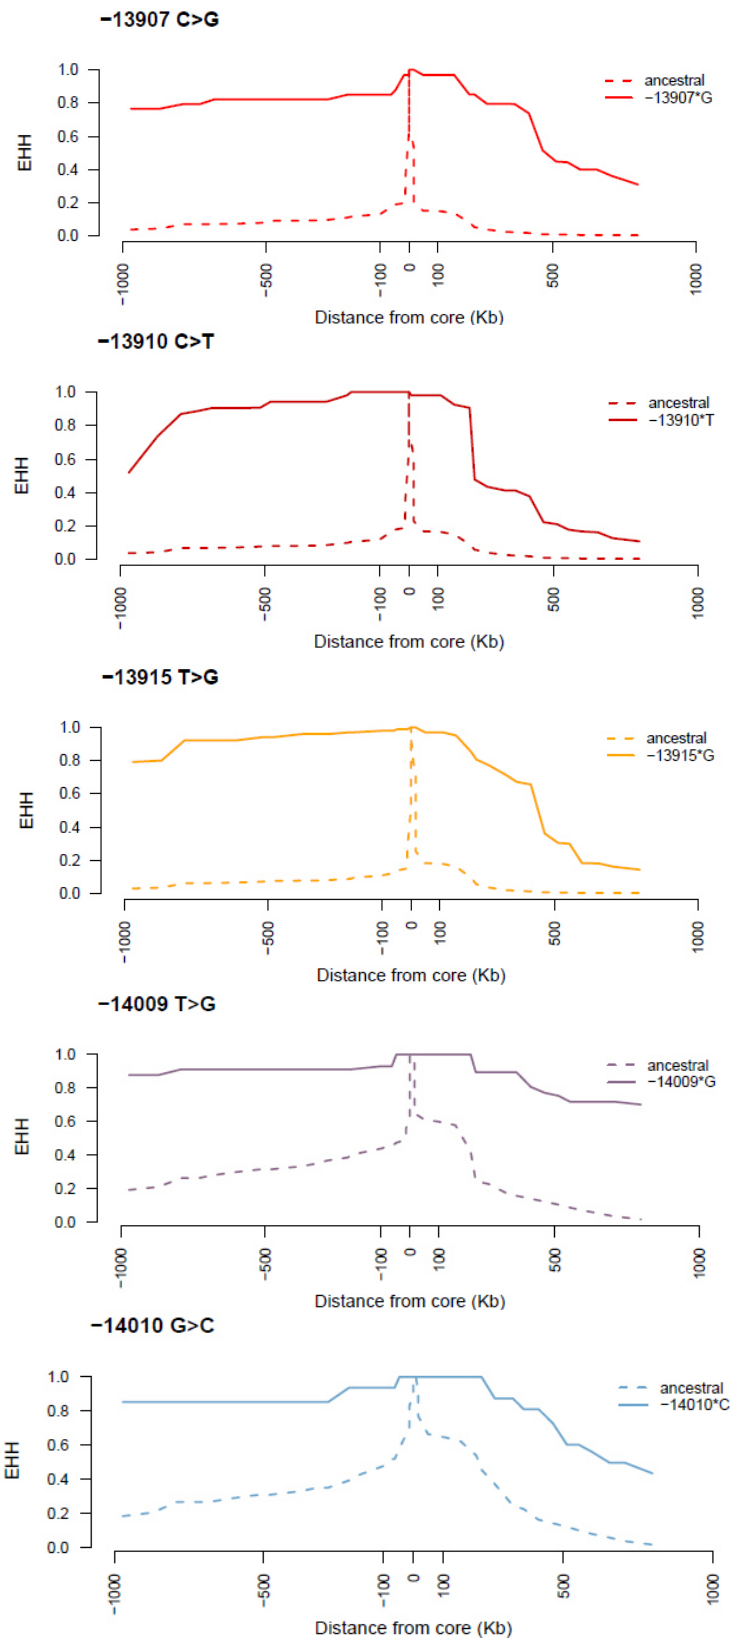 −13907 C>G
1.0
0.8
0.6
0.4
0.2
0.0
EHH
ancestral
−13907*G
−1000
−500
−100
0
100
500
1000
Distance from core (Kb)
−13910 C>T
1.0
0.8
0.6
0.4
0.2
0.0
EHH
ancestral
−13910*T
−1000
−500
−100
0
100
500
1000
Distance from core (Kb)
−13915 T>G
1.0
0.8
0.6
0.4
0.2
0.0
EHH
ancestral
−13915*G
−1000
−500
−100
0
100
500
1000
Distance from core (Kb)
−14009 T>G
1.0
0.8
0.6
0.4
0.2
0.0
EHH
ancestral
−14009*G
−1000
−500
−100
0
100
500
1000
Distance from core (Kb)
−14010 G>C
1.0
0.8
0.6
0.4
0.2
0.0
EHH
ancestral
−14010*C
−1000
−500
−100
0
100
500
1000
Distance from core (Kb)